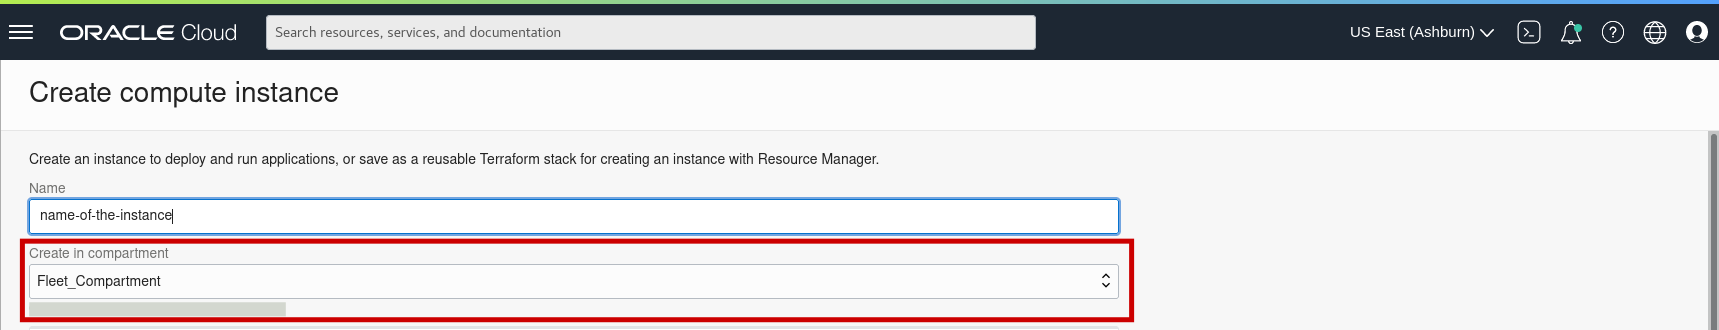 ORACLE Cloud
Search resources, services, and documentation
US East (Ashburn)
Create compute instance
Create an instance to deploy and run applications, or save as a reusable Terraform stack for creating an instance with Resource Manager.
Name
name-of-the-instance
Create in compartment
Fleet_Compartment